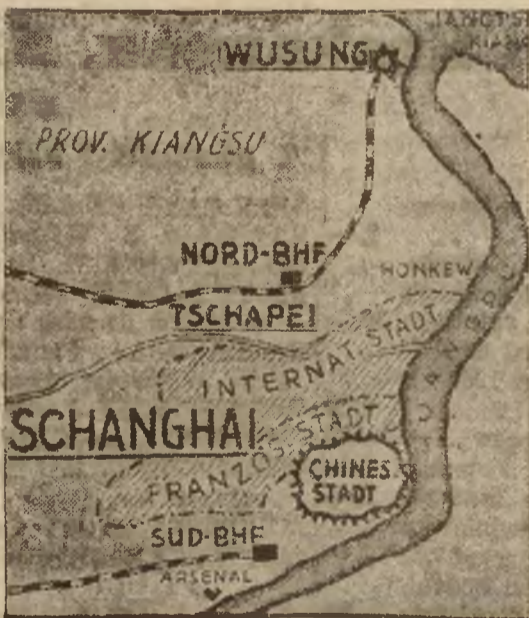 WUSUNG
PROV. KIANGSU
NORD-BHF
HONKEW
TSCHAPEI
INTERNAT. STADT
SCHANGHAI
FRANZÖS. STADT
CHINES.
STADT
SÜD-BHF
ARSENAL